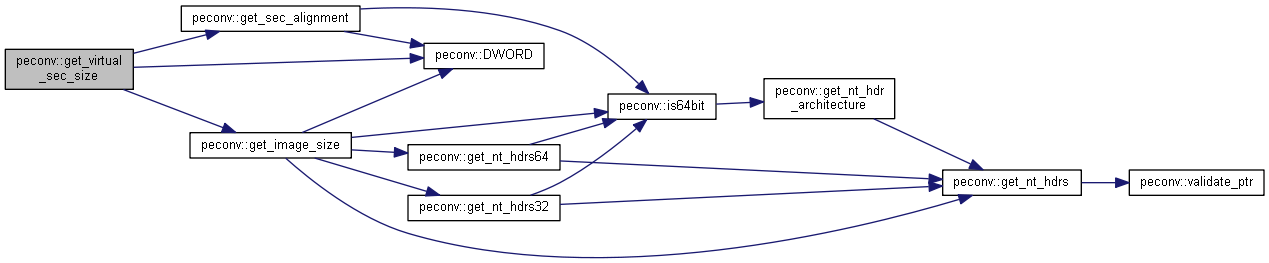 peconv::get_virtual
_sec_size
peconv::get_sec_alignment
peconv::DWORD
peconv::get_image_size
peconv::is64bit
peconv::get_nt_hdrs64
peconv::get_nt_hdrs32
peconv::get_nt_hdr
_architecture
peconv::get_nt_hdrs
peconv::validate_ptr